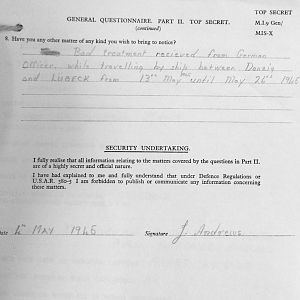 TOP SECRET
GENERAL QUESTIONNAIRE. PART II. TOP SECRET.
M.I.9 Gen/
(continued)
MIS-X
8. Have you any other matter of any kind you wish to bring to notice?
Bad treatment recieved from German
Officer, while travelling by ship between Danzig
and LUBECK from 13th until May 26th 1945
SECURITY UNDERTAKING.
I fully realise that all information relating to the matters covered by the questions in Part II.
are of a highly secret and official nature.
I have had explained to me and fully understand that under Defence Regulations or
U.S.A.R. 380-5 I am forbidden to publish or communicate any information concerning
these matters.
Date MAY 1945 Signature J. Andrews